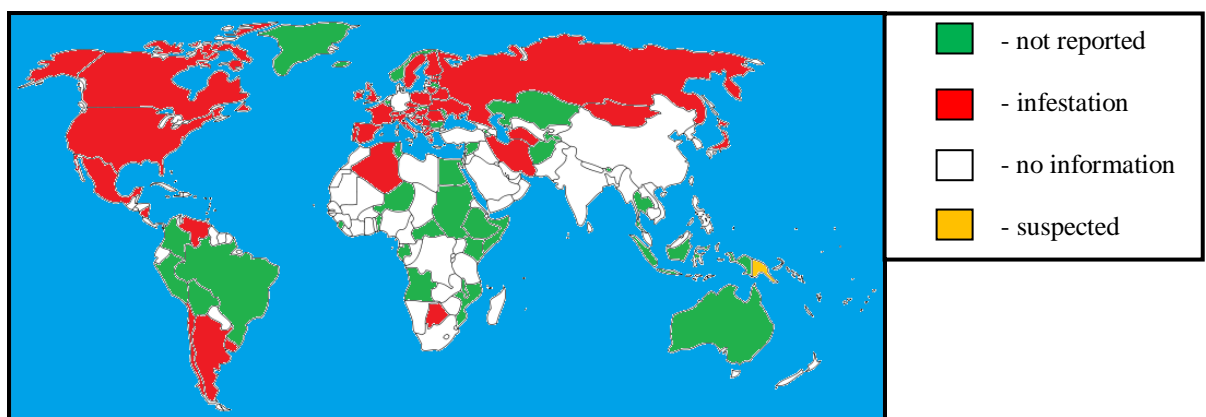 - not reported
- infestation
- no information
- suspected